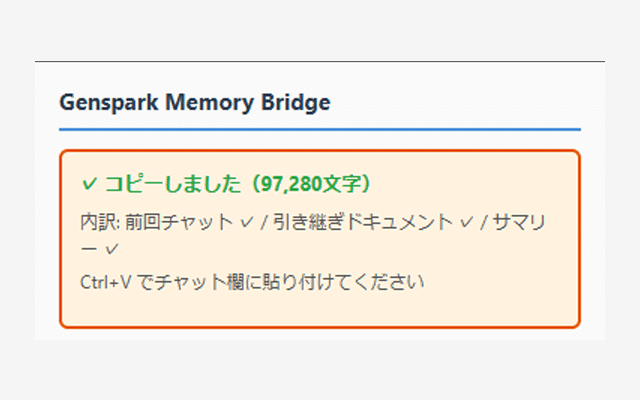 Genspark Memory Bridge
✓ コピーしました（97,280文字）
内訳: 前回チャット ✓ / 引き継ぎドキュメント ✓ / サマリ
ー ✓
Ctrl+V でチャット欄に貼り付けてください